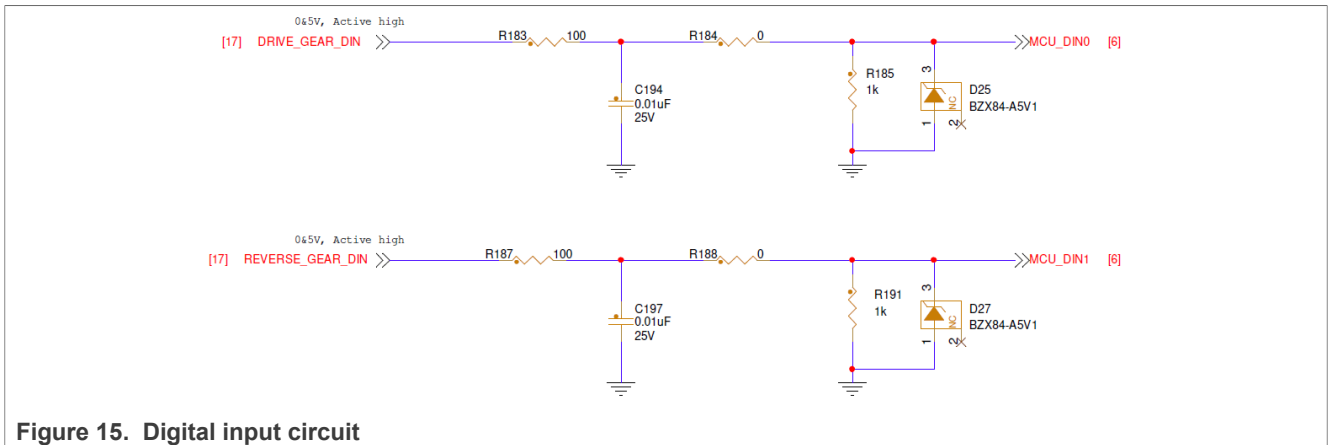 0&5V, Active high
[17] DRIVE_GEAR_DIN R183 100 R184 0 MCU_DIN0 [6]
R185
1k
3
D25
BZX84-A5V1
NC
1
2
C194
0.01uF
25V
0&5V, Active high
[17] REVERSE_GEAR_DIN R187 100 R188 0 MCU_DIN1 [6]
R191
1k
3
D27
BZX84-A5V1
NC
1
2
C197
0.01uF
25V
Figure 15. Digital input circuit